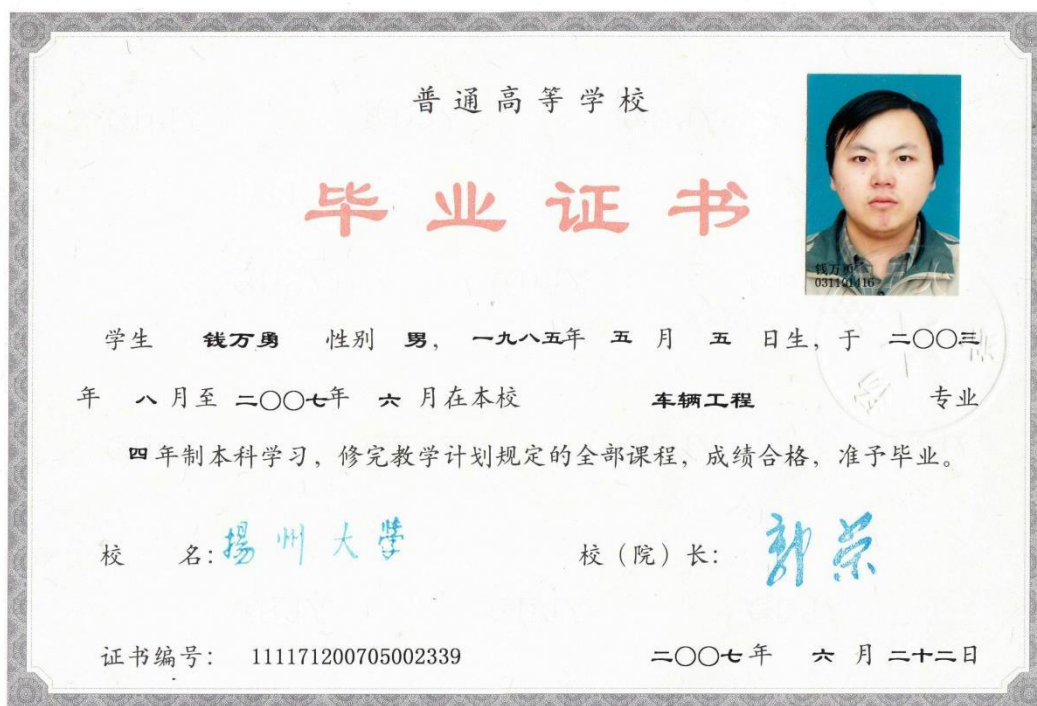 普通高等学校
毕业证书
钱万勇
031101416
学生 钱万勇 性别 男，一九八五年 五 月 五 日生，于 二〇〇三
年 八 月至 二〇〇七年 六 月在本校 车辆工程 专业
四年制本科学习，修完教学计划规定的全部课程，成绩合格，准予毕业。
校 名：揚州大學 校（院）长：郭荣
证书编号： 111171200705002339 二〇〇七年 六 月 二十二日